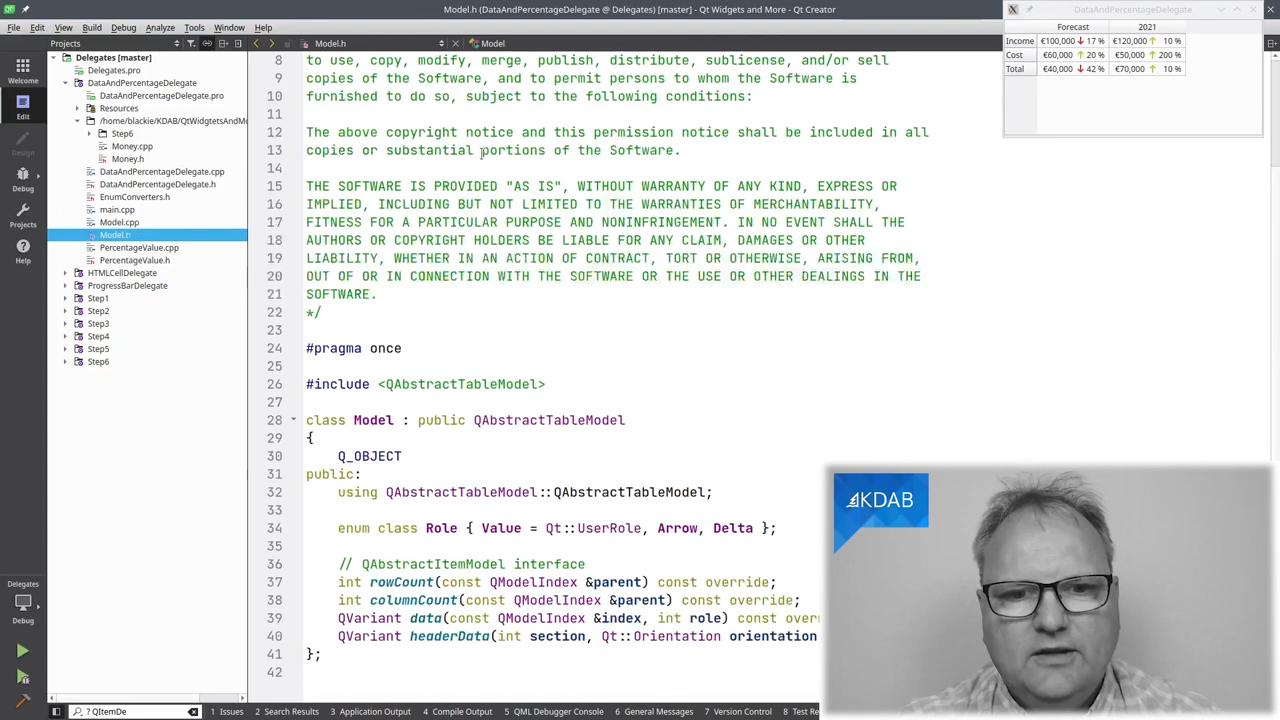 Model.h (DataAndPercentageDelegate @ Delegates) [master] - Qt Widgets and More - Qt Creator
File Edit View Build Debug Analyze Tools Window Help
Projects
Model.h
Model
DataAndPercentageDelegate
Forecast 2021
Income €100,000 17 % €120,000 10 %
Cost €60,000 20 % €50,000 200 %
Total €40,000 42 % €70,000 10 %
Welcome
Edit
Design
Debug
Projects
Help
Delegates
Debug
Delegates [master]
Delegates.pro
DataAndPercentageDelegate
DataAndPercentageDelegate.pro
Resources
/home/blackie/KDAB/QtWidgtetsAndMo
Step6
Money.cpp
Money.h
DataAndPercentageDelegate.cpp
DataAndPercentageDelegate.h
EnumConverters.h
main.cpp
Model.cpp
Model.h
PercentageValue.cpp
PercentageValue.h
HTMLCellDelegate
ProgressBarDelegate
Step1
Step2
Step3
Step4
Step5
Step6
8 to use, copy, modify, merge, publish, distribute, sublicense, and/or sell
9 copies of the Software, and to permit persons to whom the Software is
10 furnished to do so, subject to the following conditions:
11
12 The above copyright notice and this permission notice shall be included in all
13 copies or substantial portions of the Software.
14
15 THE SOFTWARE IS PROVIDED "AS IS", WITHOUT WARRANTY OF ANY KIND, EXPRESS OR
16 IMPLIED, INCLUDING BUT NOT LIMITED TO THE WARRANTIES OF MERCHANTABILITY,
17 FITNESS FOR A PARTICULAR PURPOSE AND NONINFRINGEMENT. IN NO EVENT SHALL THE
18 AUTHORS OR COPYRIGHT HOLDERS BE LIABLE FOR ANY CLAIM, DAMAGES OR OTHER
19 LIABILITY, WHETHER IN AN ACTION OF CONTRACT, TORT OR OTHERWISE, ARISING FROM,
20 OUT OF OR IN CONNECTION WITH THE SOFTWARE OR THE USE OR OTHER DEALINGS IN THE
21 SOFTWARE.
22 */
23
24 #pragma once
25
26 #include <QAbstractTableModel>
27
28 class Model : public QAbstractTableModel
29 {
30 Q_OBJECT
31 public:
32 using QAbstractTableModel::QAbstractTableModel;
33
34 enum class Role { Value = Qt::UserRole, Arrow, Delta };
35
36 // QAbstractItemModel interface
37 int rowCount(const QModelIndex &parent) const override;
38 int columnCount(const QModelIndex &parent) const override;
39 QVariant data(const QModelIndex &index, int role) const over
40 QVariant headerData(int section, Qt::Orientation orientation
41 };
42
KDAB
? QItemDe
1 Issues 2 Search Results 3 Application Output 4 Compile Output 5 QML Debugger Console 6 General Messages 7 Version Control 8 Test Re